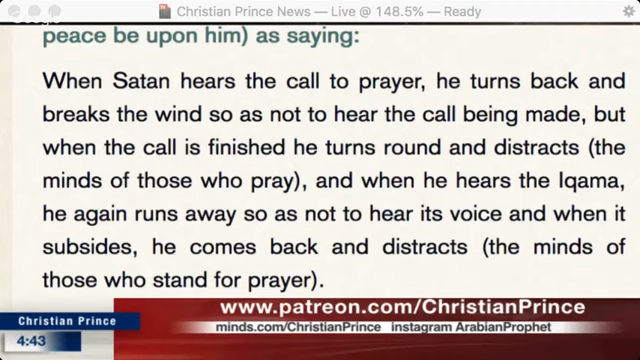 Christian Prince News — Live @ 148.5% — Ready
peace be upon him) as saying:
When Satan hears the call to prayer, he turns back and
breaks the wind so as not to hear the call being made, but
when the call is finished he turns round and distracts (the
minds of those who pray), and when he hears the Iqama,
he again runs away so as not to hear its voice and when it
subsides, he comes back and distracts (the minds of
those who stand for prayer).
www.patreon.com/ChristianPrince
Christian Prince
minds.com/ChristianPrince instagram ArabianProphet
4:43